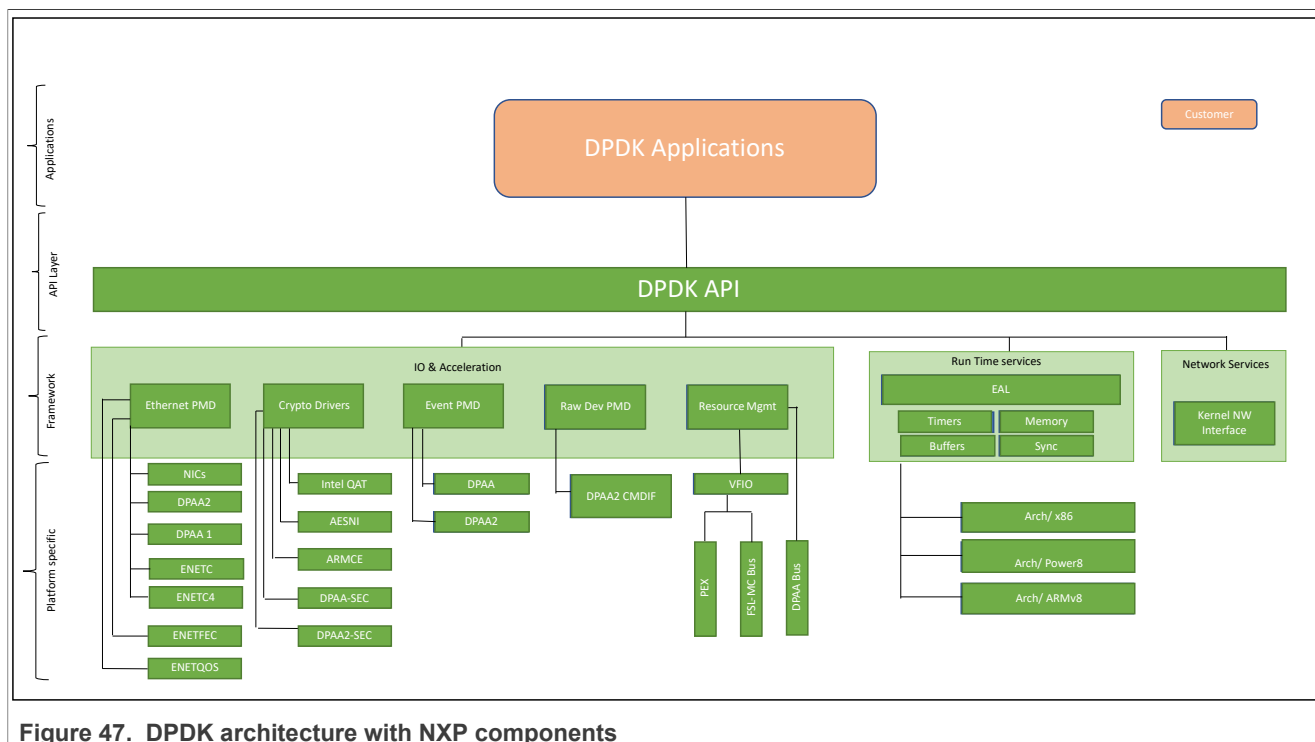 Applications
DPDK Applications
Customer
API Layer
DPDK API
Framework
IO & Acceleration
Ethernet PMD
Crypto Drivers
Event PMD
Raw Dev PMD
Resource Mgmt
Run Time services
EAL
Timers
Memory
Buffers
Sync
Network Services
Kernel NW
Interface
Platform specific
NICs
DPAA2
DPAA 1
ENETC
ENETC4
ENETFEC
ENETQOS
Intel QAT
AESNI
ARMCE
DPAA-SEC
DPAA2-SEC
DPAA
DPAA2
DPAA2 CMDIF
VFIO
PEX
FSL-MC Bus
DPAA Bus
Arch/ x86
Arch/ Power8
Arch/ ARMv8
Figure 47. DPDK architecture with NXP components